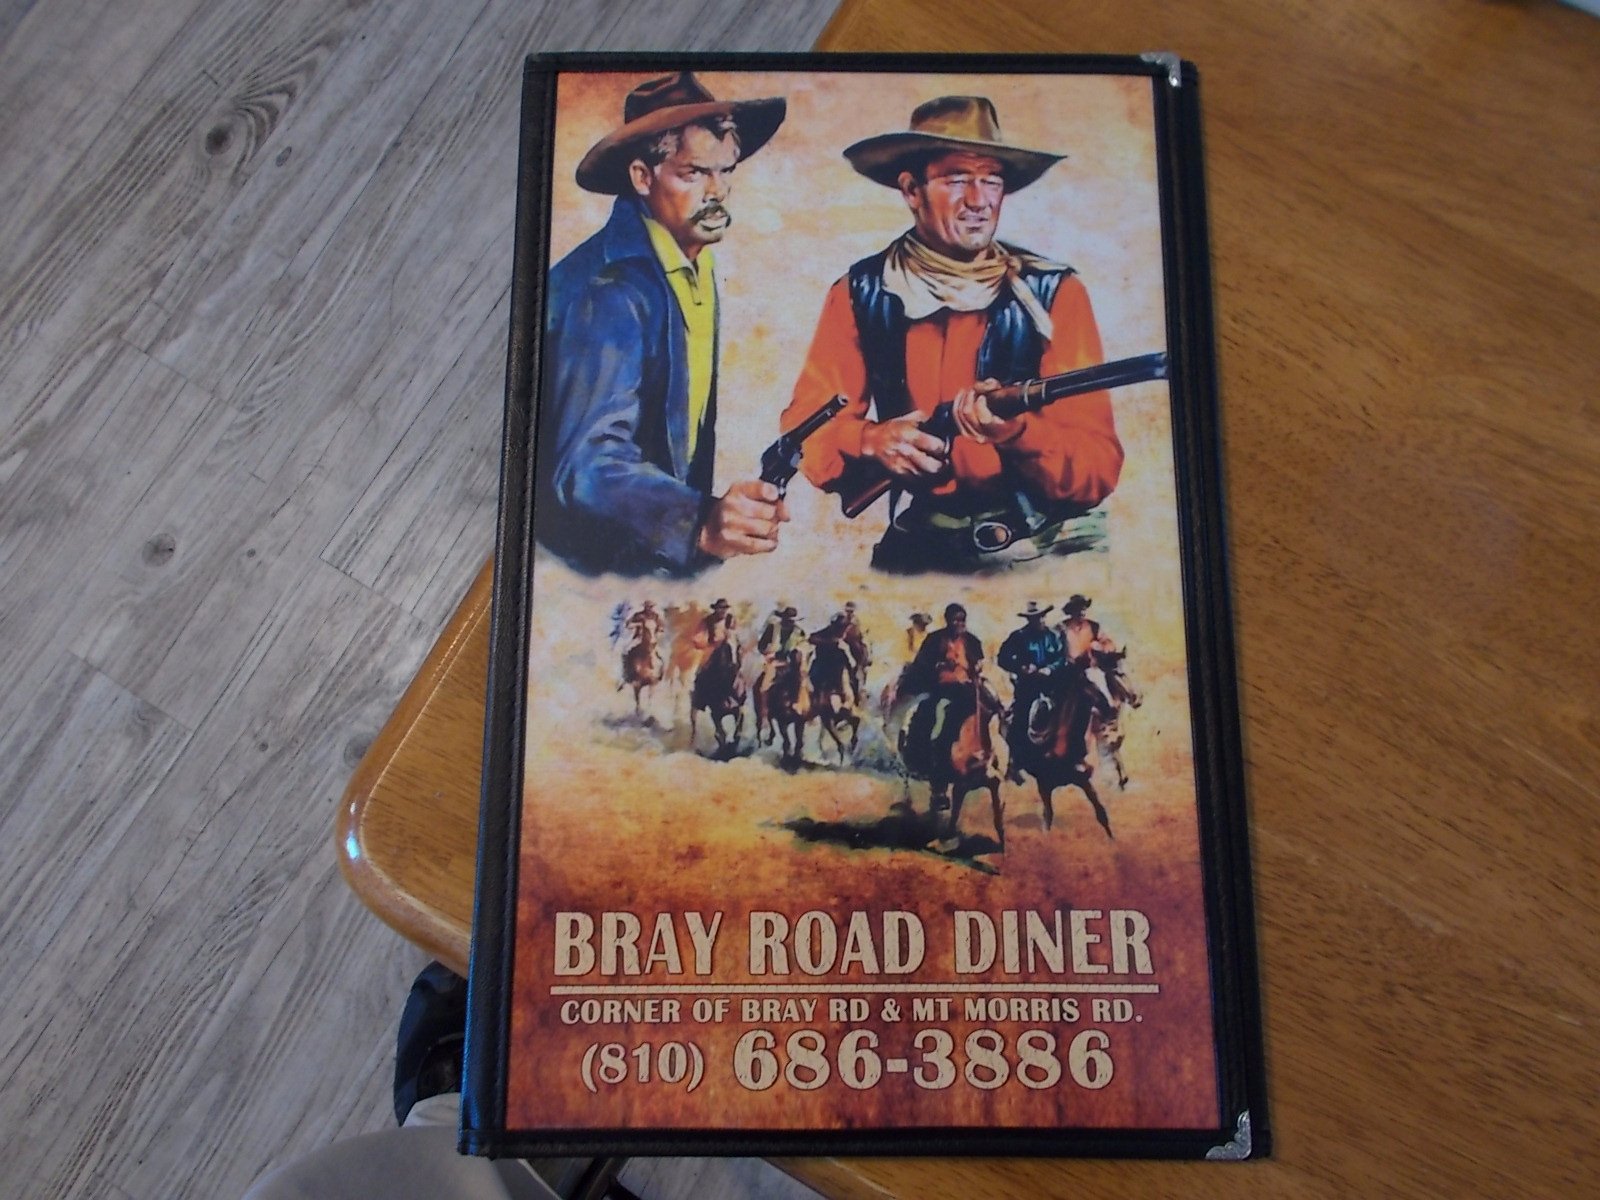 BRAY ROAD DINER
CORNER OF BRAY RD & MT MORRIS RD.
(810) 686-3886